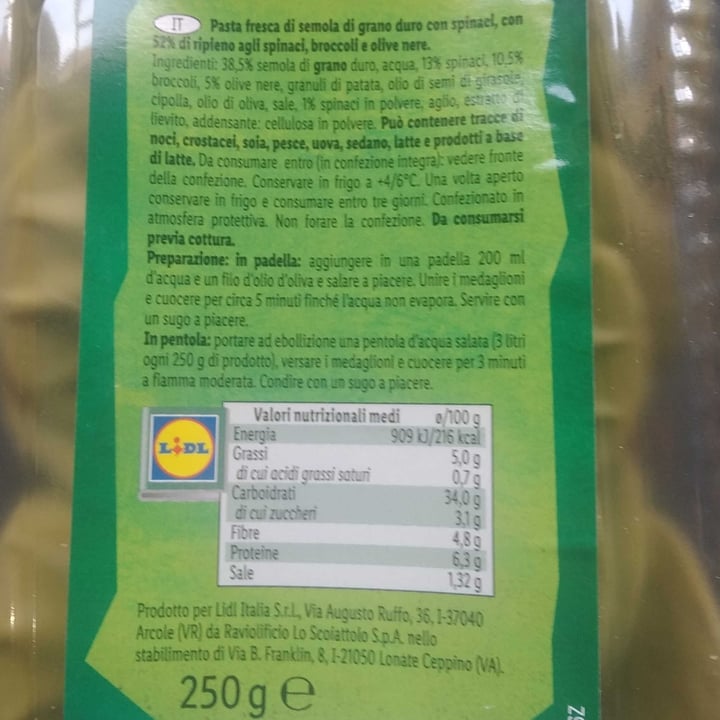 IT Pasta fresca di semola di grano duro con spinaci, con
52% di ripieno agli spinaci, broccoli e olive nere.
Ingredienti: 38,5% semola di grano duro, acqua, 13% spinaci, 10,5%
broccoli, 5% olive nere, granuli di patata, olio di semi di girasole,
cipolla, olio di oliva, sale, 1% spinaci in polvere, aglio, estratto di
lievito, addensante: cellulosa in polvere. Può contenere tracce di
noci, crostacei, soia, pesce, uova, sedano, latte e prodotti a base
di latte. Da consumare entro (in confezione integra): vedere fronte
della confezione. Conservare in frigo a +4/6°C. Una volta aperto
conservare in frigo e consumare entro tre giorni. Confezionato in
atmosfera protettiva. Non forare la confezione. Da consumarsi
previa cottura.
Preparazione: in padella: aggiungere in una padella 200 ml
d'acqua e un filo d'olio d'oliva e salare a piacere. Unire i medaglioni
e cuocere per circa 5 minuti finché l'acqua non evapora. Servire con
un sugo a piacere.
In pentola: portare ad ebollizione una pentola d'acqua salata (3 litri
ogni 250 g di prodotto), versare i medaglioni e cuocere per 3 minuti
a fiamma moderata. Condire con un sugo a piacere.
LIDL
Valori nutrizionali medi ø/100 g
Energia 909 kJ/216 kcal
Grassi 5,0 g
di cui acidi grassi saturi 0,7 g
Carboidrati 34,0 g
di cui zuccheri 3,1 g
Fibre 4,8 g
Proteine 6,3 g
Sale 1,32 g
Prodotto per Lidl Italia S.r.l., Via Augusto Ruffo, 36, I-37040
Arcole (VR) da Raviolificio Lo Scoiattolo S.p.A. nello
stabilimento di Via B. Franklin, 8, I-21050 Lonate Ceppino (VA).
250 g e